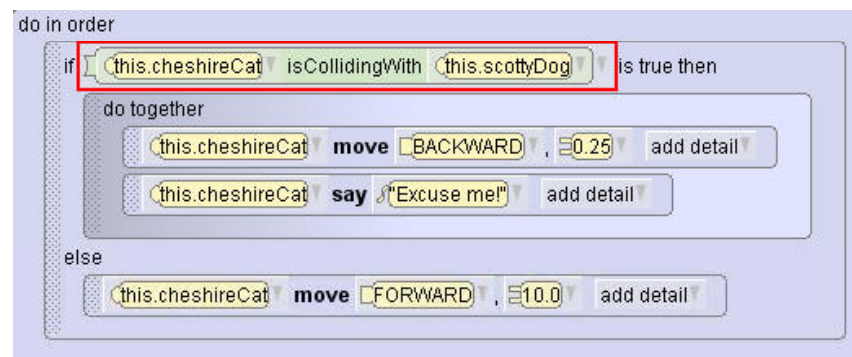 do in order
if this.cheshireCat isCollidingWith this.scottyDog is true then
do together
this.cheshireCat move BACKWARD , 0.25 add detail
this.cheshireCat say "Excuse me!" add detail
else
this.cheshireCat move FORWARD , 10.0 add detail